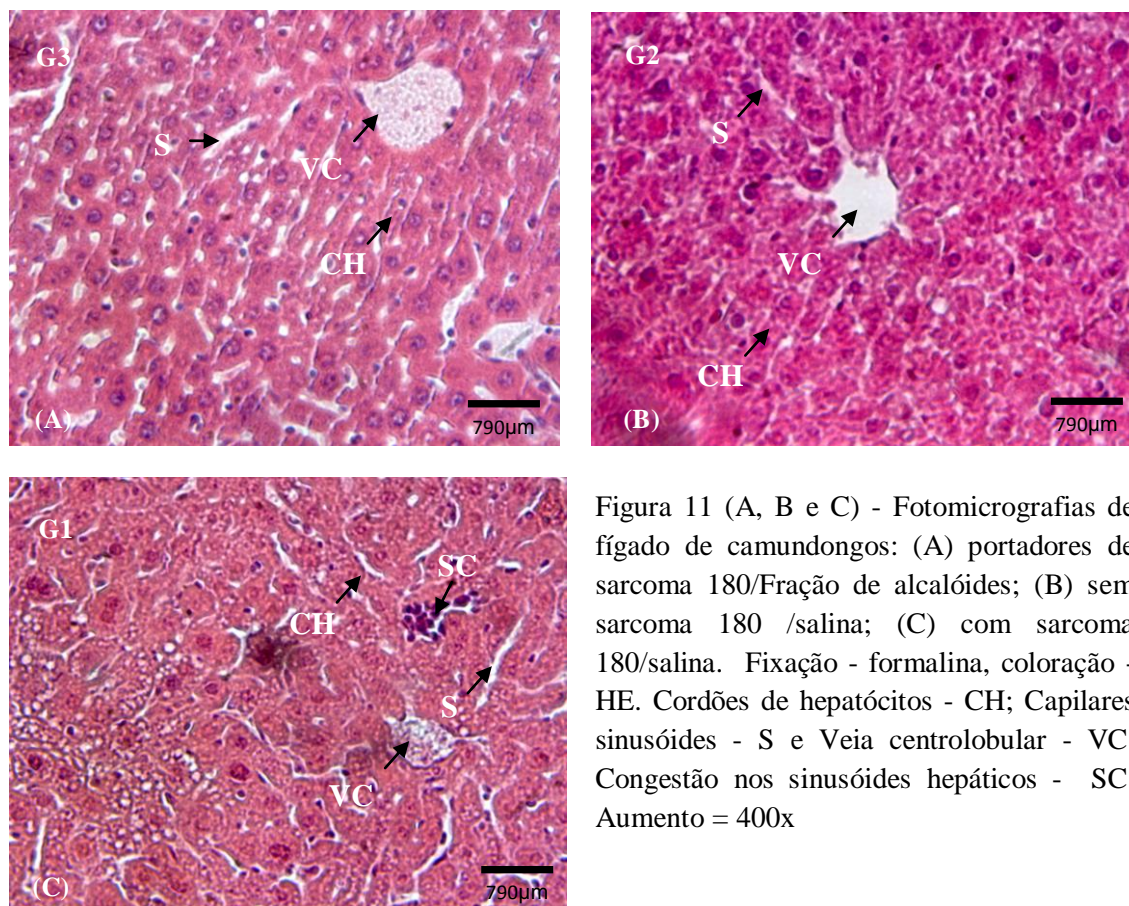 G3
S
VC
CH
(A)
790µm
G2
S
VC
CH
(B)
790µm
G1
SC
CH
S
VC
(C)
790µm
Figura 11 (A, B e C) - Fotomicrografias de
fígado de camundongos: (A) portadores de
sarcoma 180/Fração de alcalóides; (B) sem
sarcoma 180 /salina; (C) com sarcoma
180/salina. Fixação - formalina, coloração -
HE. Cordões de hepatócitos - CH; Capilares
sinusóides - S e Veia centrolobular - VC
Congestão nos sinusóides hepáticos - SC
Aumento = 400x